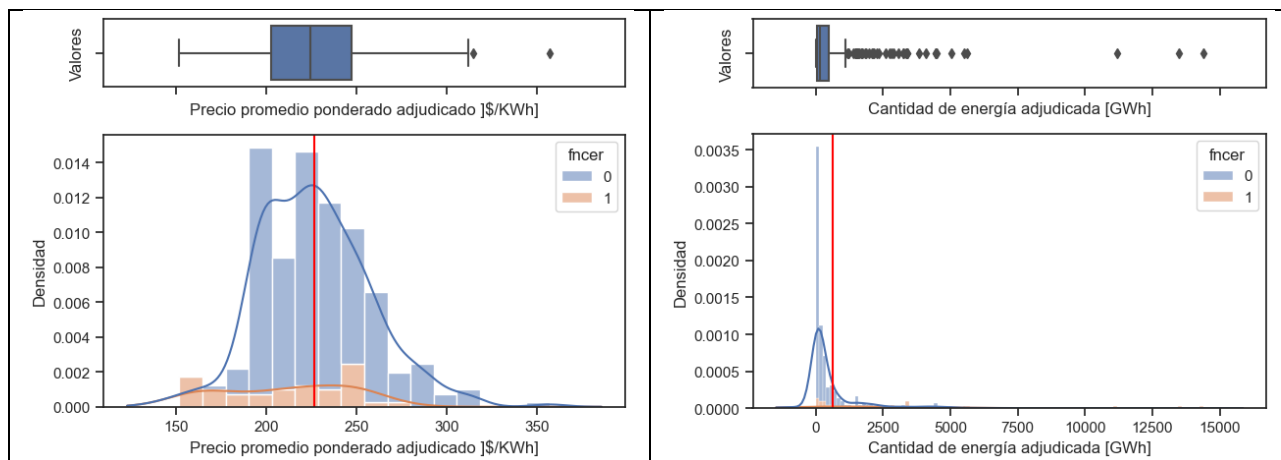 Valores
Precio promedio ponderado adjudicado ]$/KWh]
0.014
0.012
0.010
0.008
0.006
0.004
0.002
0.000
Densidad
fncer
0
1
150 200 250 300 350
Precio promedio ponderado adjudicado ]$/KWh]
Valores
Cantidad de energía adjudicada [GWh]
0.0035
0.0030
0.0025
0.0020
0.0015
0.0010
0.0005
0.0000
Densidad
fncer
0
1
0 2500 5000 7500 10000 12500 15000
Cantidad de energía adjudicada [GWh]